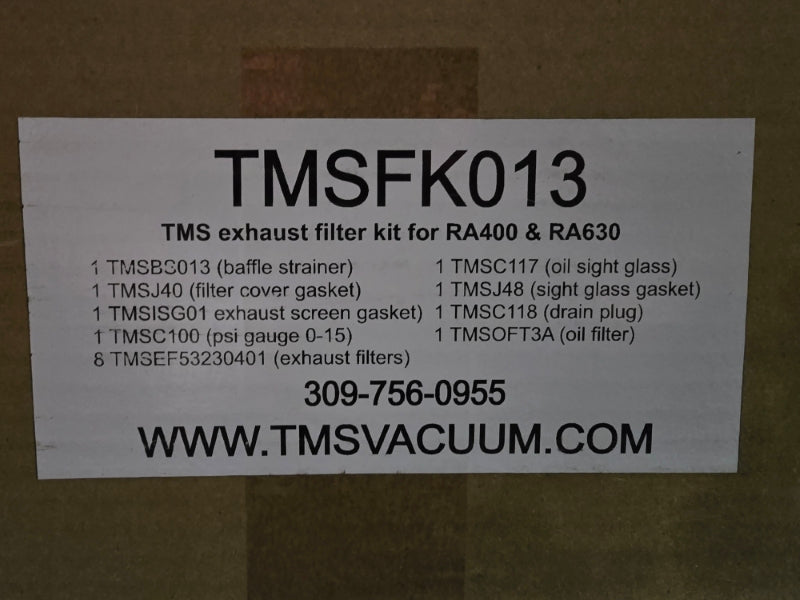 TMSFK013
TMS exhaust filter kit for RA400 & RA630
1 TMSBS013 (baffle strainer)
1 TMSJ40 (filter cover gasket)
1 TMSISG01 exhaust screen gasket)
1 TMSC100 (psi gauge 0-15)
8 TMSEF53230401 (exhaust filters)
1 TMSC117 (oil sight glass)
1 TMSJ48 (sight glass gasket)
1 TMSC118 (drain plug)
1 TMSOFT3A (oil filter)
309-756-0955
WWW.TMSVACUUM.COM